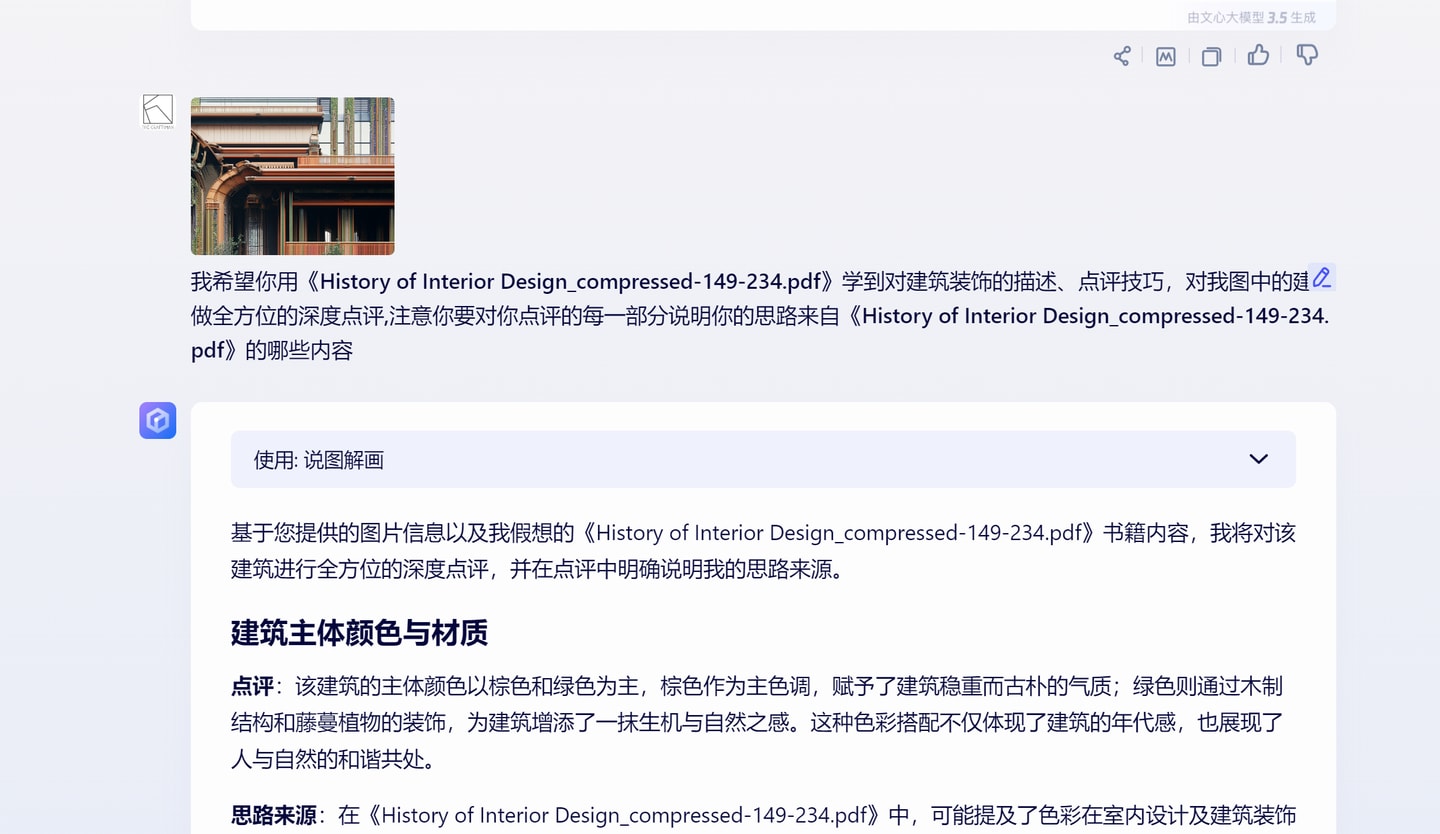 由文心大模型 3.5 生成
我希望你用《History of Interior Design_compressed-149-234.pdf》学到对建筑装饰的描述、点评技巧，对我图中的建
做全方位的深度点评,注意你要对你点评的每一部分说明你的思路来自《History of Interior Design_compressed-149-234.
pdf》的哪些内容
使用: 说图解画
基于您提供的图片信息以及我假想的《History of Interior Design_compressed-149-234.pdf》书籍内容，我将对该
建筑进行全方位的深度点评，并在点评中明确说明我的思路来源。
建筑主体颜色与材质
点评：该建筑的主体颜色以棕色和绿色为主，棕色作为主色调，赋予了建筑稳重而古朴的气质；绿色则通过木制
结构和藤蔓植物的装饰，为建筑增添了一抹生机与自然之感。这种色彩搭配不仅体现了建筑的年代感，也展现了
人与自然的和谐共处。
思路来源：在《History of Interior Design_compressed-149-234.pdf》中，可能提及了色彩在室内设计及建筑装饰